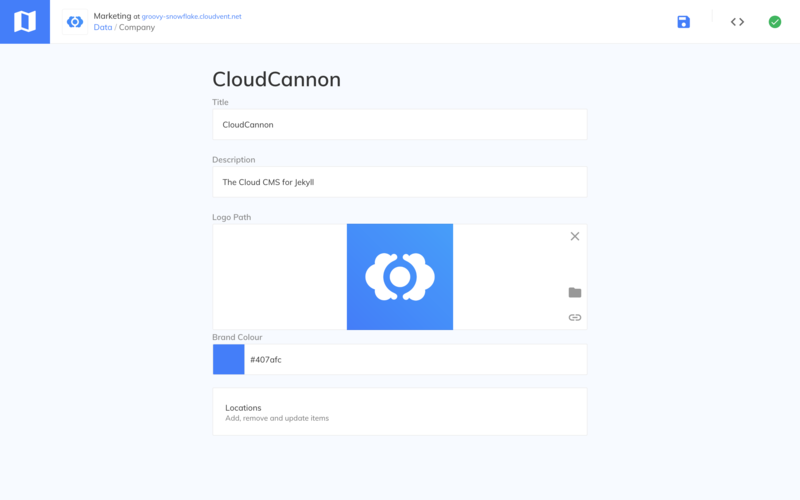 Marketing at groovy-snowflake.cloudvent.net
Data / Company
CloudCannon
Title
CloudCannon
Description
The Cloud CMS for Jekyll
Logo Path
Brand Colour
#407afc
Locations
Add, remove and update items